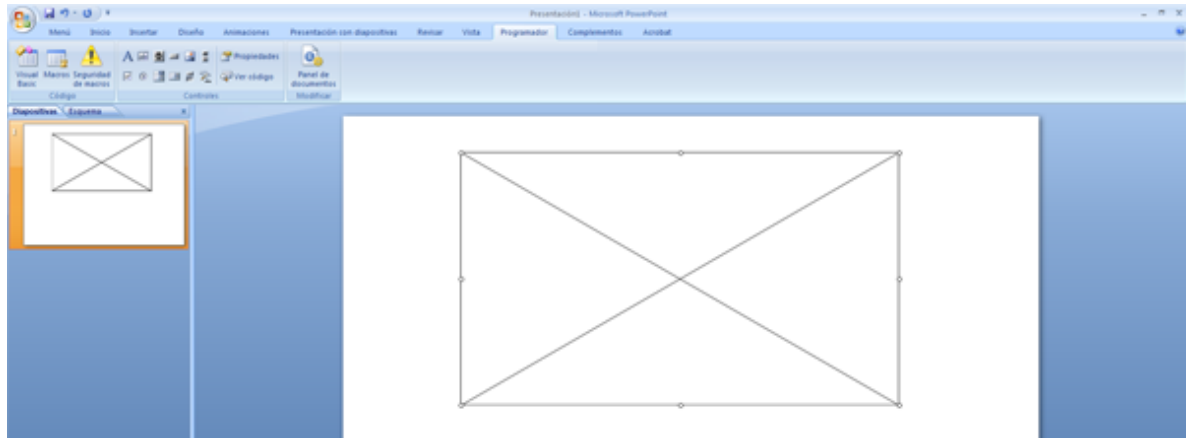 Presentación1 - Microsoft PowerPoint
Menú Inicio Insertar Diseño Animaciones Presentación con diapositivas Revisar Vista Programador Complementos Acrobat
Visual Basic Macros Seguridad de macros
Propiedades
Ver código
Panel de documentos
Código Controles Modificar
Diapositivas Esquema